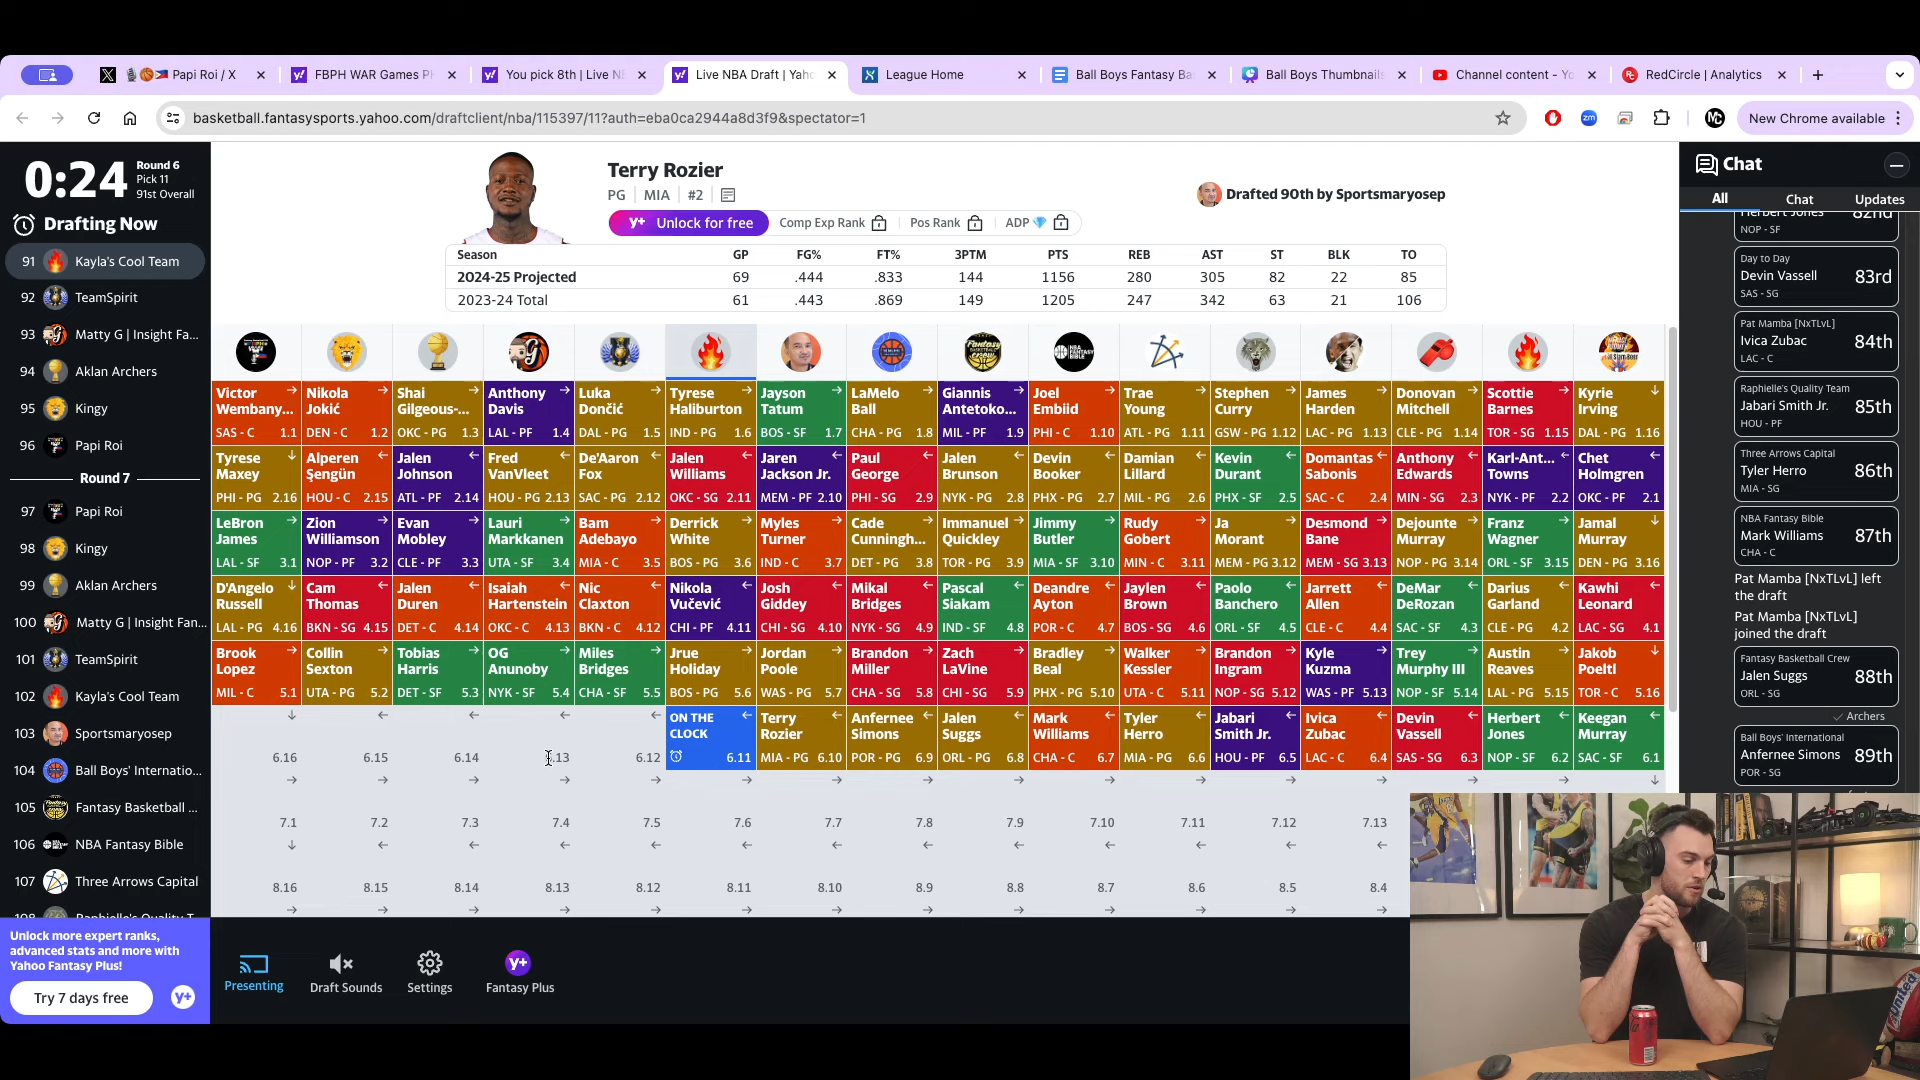 Papi Roi / X
FBPH WAR Games P
You pick 8th | Live N
Live NBA Draft | Yaho
League Home
Ball Boys Fantasy Ba
Ball Boys Thumbnails
Channel content - Yo
RedCircle | Analytics
basketball.fantasysports.yahoo.com/draftclient/nba/115397/11?auth=eba0ca2944a8d3f9&spectator=1
New Chrome available
0:24
Round 6
Pick 11
91st Overall
Drafting Now
91 Kayla's Cool Team
92 TeamSpirit
93 Matty G | Insight Fa...
94 Aklan Archers
95 Kingy
96 Papi Roi
Round 7
97 Papi Roi
98 Kingy
99 Aklan Archers
100 Matty G | Insight Fan...
101 TeamSpirit
102 Kayla's Cool Team
103 Sportsmaryosep
104 Ball Boys' Internatio...
105 Fantasy Basketball ...
106 NBA Fantasy Bible
107 Three Arrows Capital
108 Raphielle's Quality T
Unlock more expert ranks,
advanced stats and more with
Yahoo Fantasy Plus!
Try 7 days free
y+
Terry Rozier
PG | MIA | #2
y+ Unlock for free
Comp Exp Rank
Pos Rank
ADP
Drafted 90th by Sportsmaryosep
Season GP FG% FT% 3PTM PTS REB AST ST BLK TO
2024-25 Projected 69 .444 .833 144 1156 280 305 82 22 85
2023-24 Total 61 .443 .869 149 1205 247 342 63 21 106
Victor Nikola Shai Anthony Luka Tyrese Jayson LaMelo Giannis Joel Trae Stephen James Donovan Scottie Kyrie
Wembany... Jokić Gilgeous-... Davis Dončić Haliburton Tatum Ball Antetoko... Embiid Young Curry Harden Mitchell Barnes Irving
SAS - C 1.1 DEN - C 1.2 OKC - PG 1.3 LAL - PF 1.4 DAL - PG 1.5 IND - PG 1.6 BOS - SF 1.7 CHA - PG 1.8 MIL - PF 1.9 PHI - C 1.10 ATL - PG 1.11 GSW - PG 1.12 LAC - PG 1.13 CLE - PG 1.14 TOR - SG 1.15 DAL - PG 1.16
Tyrese Alperen Jalen Fred De'Aaron Jalen Jaren Paul Jalen Devin Damian Kevin Domantas Anthony Karl-Ant... Chet
Maxey Şengün Johnson VanVleet Fox Williams Jackson Jr. George Brunson Booker Lillard Durant Sabonis Edwards Towns Holmgren
PHI - PG 2.16 HOU - C 2.15 ATL - PF 2.14 HOU - PG 2.13 SAC - PG 2.12 OKC - SG 2.11 MEM - PF 2.10 PHI - SG 2.9 NYK - PG 2.8 PHX - PG 2.7 MIL - PG 2.6 PHX - SF 2.5 SAC - C 2.4 MIN - SG 2.3 NYK - PF 2.2 OKC - PF 2.1
LeBron Zion Evan Lauri Bam Derrick Myles Cade Immanuel Jimmy Rudy Ja Desmond Dejounte Franz Jamal
James Williamson Mobley Markkanen Adebayo White Turner Cunningh... Quickley Butler Gobert Morant Bane Murray Wagner Murray
LAL - SF 3.1 NOP - PF 3.2 CLE - PF 3.3 UTA - SF 3.4 MIA - C 3.5 BOS - PG 3.6 IND - C 3.7 DET - PG 3.8 TOR - PG 3.9 MIA - SF 3.10 MIN - C 3.11 MEM - PG 3.12 MEM - SG 3.13 NOP - PG 3.14 ORL - SF 3.15 DEN - PG 3.16
D'Angelo Cam Jalen Isaiah Nic Nikola Josh Mikal Pascal Deandre Jaylen Paolo Jarrett DeMar Darius Kawhi
Russell Thomas Duren Hartenstein Claxton Vučević Giddey Bridges Siakam Ayton Brown Banchero Allen DeRozan Garland Leonard
LAL - PG 4.16 BKN - SG 4.15 DET - C 4.14 OKC - C 4.13 BKN - C 4.12 CHI - PF 4.11 CHI - SG 4.10 NYK - SG 4.9 IND - SF 4.8 POR - C 4.7 BOS - SG 4.6 ORL - SF 4.5 CLE - C 4.4 SAC - SF 4.3 CLE - PG 4.2 LAC - SG 4.1
Brook Collin Tobias OG Miles Jrue Jordan Brandon Zach Bradley Walker Brandon Kyle Trey Austin Jakob
Lopez Sexton Harris Anunoby Bridges Holiday Poole Miller LaVine Beal Kessler Ingram Kuzma Murphy III Reaves Poeltl
MIL - C 5.1 UTA - PG 5.2 DET - SF 5.3 NYK - SF 5.4 CHA - SF 5.5 BOS - PG 5.6 WAS - PG 5.7 CHA - SG 5.8 CHI - SG 5.9 PHX - PG 5.10 UTA - C 5.11 NOP - SG 5.12 WAS - PF 5.13 NOP - SF 5.14 LAL - PG 5.15 TOR - C 5.16
ON THE Terry Anfernee Jalen Mark Tyler Jabari Ivica Devin Herbert Keegan
CLOCK Rozier Simons Suggs Williams Herro Smith Jr. Zubac Vassell Jones Murray
6.16 6.15 6.14 6.13 6.12 6.11 MIA - PG 6.10 POR - PG 6.9 ORL - PG 6.8 CHA - C 6.7 MIA - PG 6.6 HOU - PF 6.5 LAC - C 6.4 SAS - SG 6.3 NOP - SF 6.2 SAC - SF 6.1
7.1 7.2 7.3 7.4 7.5 7.6 7.7 7.8 7.9 7.10 7.11 7.12 7.13
8.16 8.15 8.14 8.13 8.12 8.11 8.10 8.9 8.8 8.7 8.6 8.5 8.4
Presenting
Draft Sounds
Settings
y+
Fantasy Plus
Chat
All Chat Updates
Herbert Jones 82nd
NOP - SF
Day to Day
Devin Vassell 83rd
SAS - SG
Pat Mamba [NxTLvL]
Ivica Zubac 84th
LAC - C
Raphielle's Quality Team
Jabari Smith Jr. 85th
HOU - PF
Three Arrows Capital
Tyler Herro 86th
MIA - SG
NBA Fantasy Bible
Mark Williams 87th
CHA - C
Pat Mamba [NxTLvL] left
the draft
Pat Mamba [NxTLvL]
joined the draft
Fantasy Basketball Crew
Jalen Suggs 88th
ORL - SG
Archers
Ball Boys' International
Anfernee Simons 89th
POR - SG